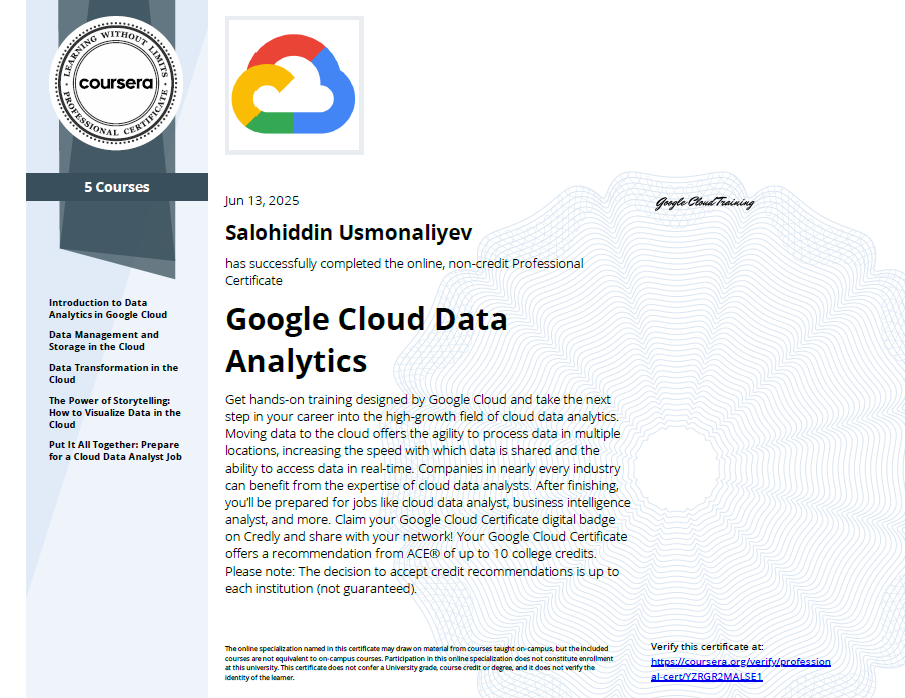 LEARNING WITHOUT LIMITS
coursera
PROFESSIONAL CERTIFICATE
5 Courses
Introduction to Data
Analytics in Google Cloud
Data Management and
Storage in the Cloud
Data Transformation in the
Cloud
The Power of Storytelling:
How to Visualize Data in the
Cloud
Put It All Together: Prepare
for a Cloud Data Analyst Job
Jun 13, 2025
Salohiddin Usmonaliyev
has successfully completed the online, non-credit Professional
Certificate
Google Cloud Data
Analytics
Get hands-on training designed by Google Cloud and take the next
step in your career into the high-growth field of cloud data analytics.
Moving data to the cloud offers the agility to process data in multiple
locations, increasing the speed with which data is shared and the
ability to access data in real-time. Companies in nearly every industry
can benefit from the expertise of cloud data analysts. After finishing,
you'll be prepared for jobs like cloud data analyst, business intelligence
analyst, and more. Claim your Google Cloud Certificate digital badge
on Credly and share with your network! Your Google Cloud Certificate
offers a recommendation from ACE® of up to 10 college credits.
Please note: The decision to accept credit recommendations is up to
each institution (not guaranteed).
Google Cloud Training
The online specialization named in this certificate may draw on material from courses taught on-campus, but the included
courses are not equivalent to on-campus courses. Participation in this online specialization does not constitute enrollment
at this university. This certificate does not confer a University grade, course credit or degree, and it does not verify the
identity of the learner.
Verify this certificate at:
https://coursera.org/verify/profession
al-cert/YZRGR2MALSE1